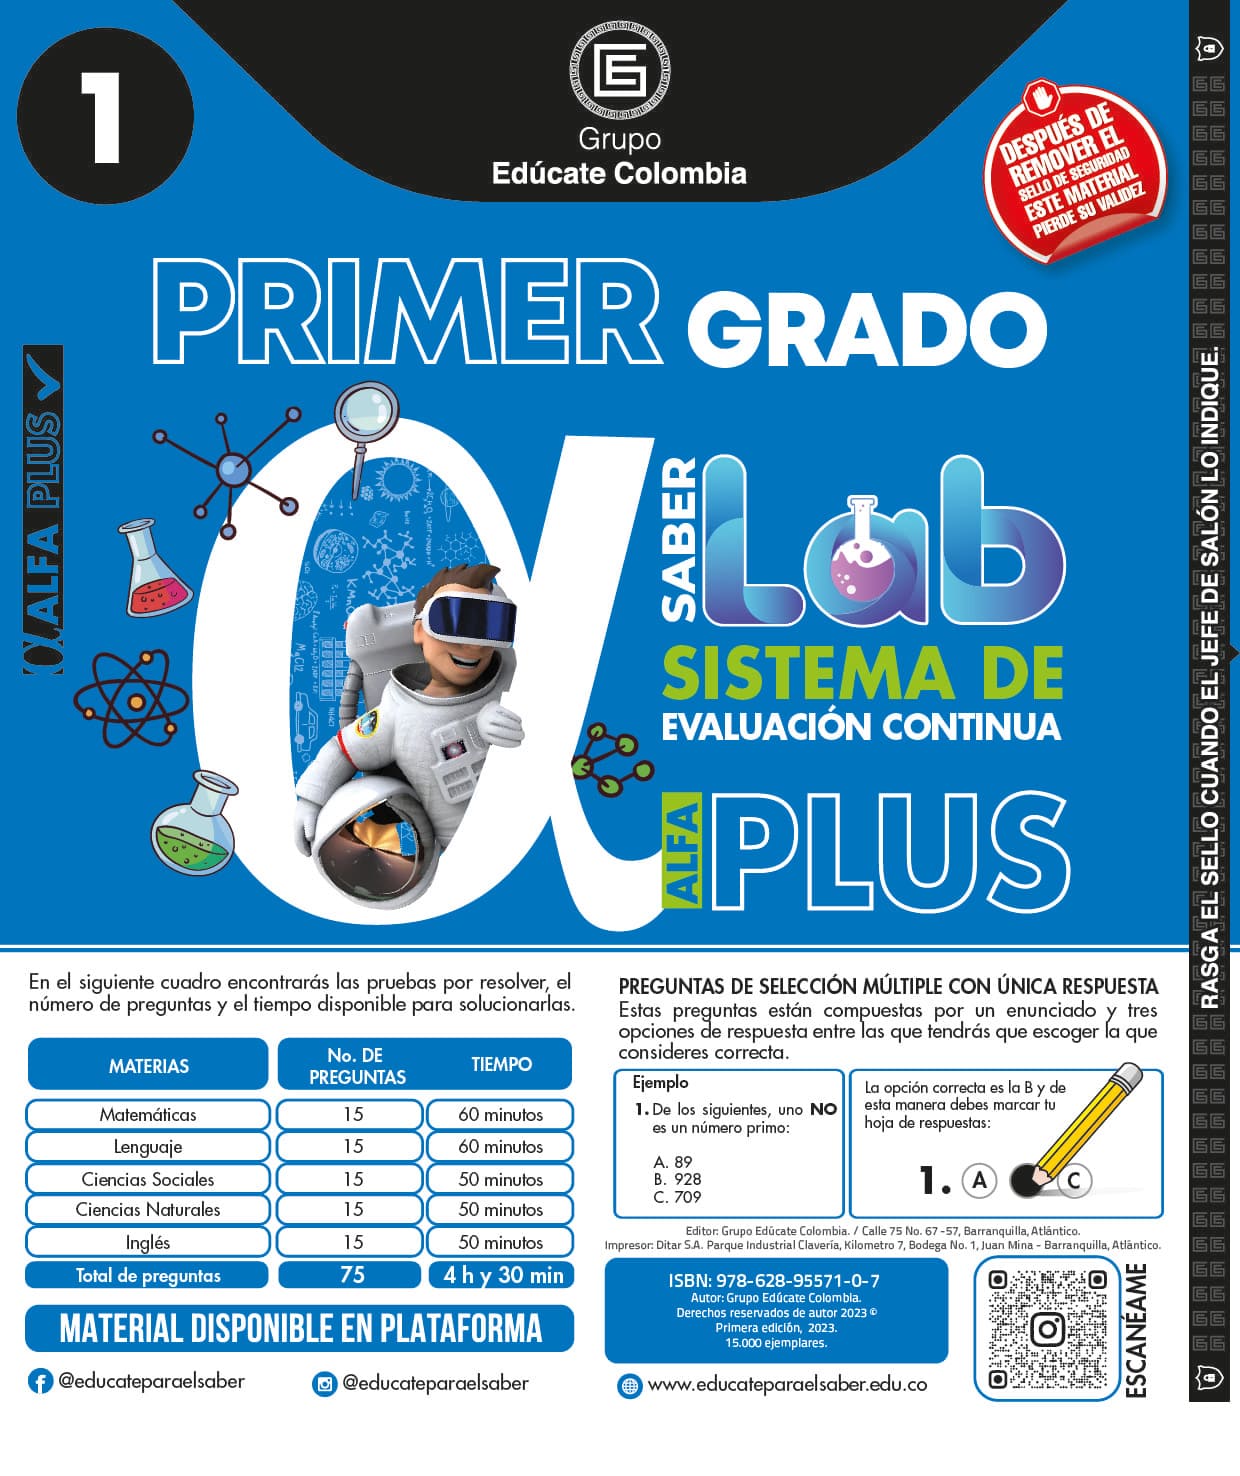 1
Grupo
Edúcate Colombia
DESPUÉS DE
REMOVER EL
SELLO DE SEGURIDAD
ESTE MATERIAL
PIERDE SU VALIDEZ
PRIMER GRADO
ALFA PLUS
SABER
Lab
SISTEMA DE
EVALUACIÓN CONTINUA
ALFA
PLUS
RASGA EL SELLO CUANDO EL JEFE DE SALÓN LO INDIQUE.
En el siguiente cuadro encontrarás las pruebas por resolver, el
número de preguntas y el tiempo disponible para solucionarlas.
MATERIAS No. DE PREGUNTAS TIEMPO
Matemáticas 15 60 minutos
Lenguaje 15 60 minutos
Ciencias Sociales 15 50 minutos
Ciencias Naturales 15 50 minutos
Inglés 15 50 minutos
Total de preguntas 75 4 h y 30 min
MATERIAL DISPONIBLE EN PLATAFORMA
@educateparaelsaber @educateparaelsaber
PREGUNTAS DE SELECCIÓN MÚLTIPLE CON ÚNICA RESPUESTA
Estas preguntas están compuestas por un enunciado y tres
opciones de respuesta entre las que tendrás que escoger la que
consideres correcta.
Ejemplo
1. De los siguientes, uno NO
es un número primo:
A. 89
B. 928
C. 709
La opción correcta es la B y de
esta manera debes marcar tu
hoja de respuestas:
1. A C
Editor: Grupo Edúcate Colombia. / Calle 75 No. 67 -57, Barranquilla, Atlántico.
Impresor: Ditar S.A. Parque Industrial Clavería, Kilometro 7, Bodega No. 1, Juan Mina - Barranquilla, Atlántico.
ISBN: 978-628-95571-0-7
Autor: Grupo Edúcate Colombia.
Derechos reservados de autor 2023 ©
Primera edición, 2023.
15.000 ejemplares.
www.educateparaelsaber.edu.co
ESCANÉAME